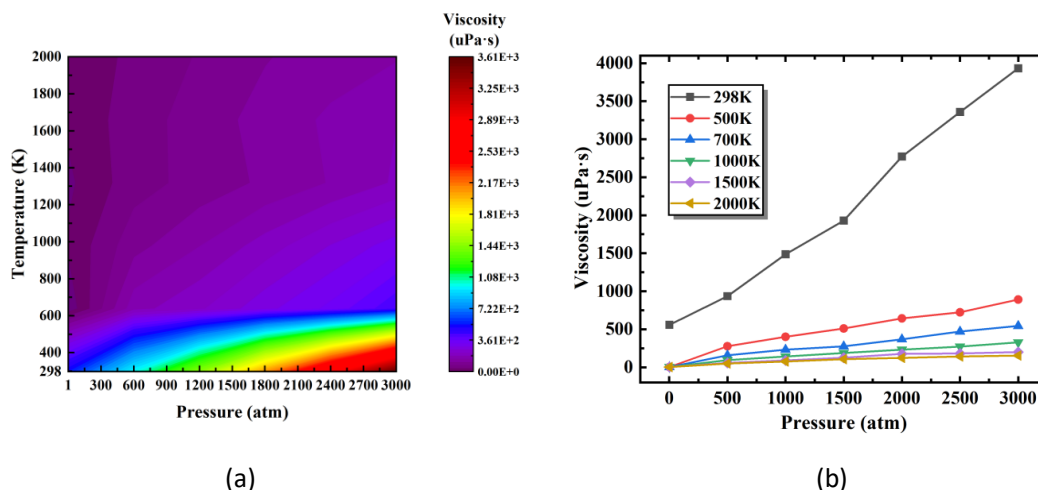 Viscosity
(uPa·s)
2000
1800
1600
1400
1200
1000
800
600
400
298
Temperature (K)
1 300 600 900 1200 1500 1800 2100 2400 2700 3000
Pressure (atm)
3.61E+3
3.25E+3
2.89E+3
2.53E+3
2.17E+3
1.81E+3
1.44E+3
1.08E+3
7.22E+2
3.61E+2
0.00E+0
(a)
4000
3500
3000
2500
2000
1500
1000
500
0
Viscosity (uPa·s)
298K
500K
700K
1000K
1500K
2000K
0 500 1000 1500 2000 2500 3000
Pressure (atm)
(b)